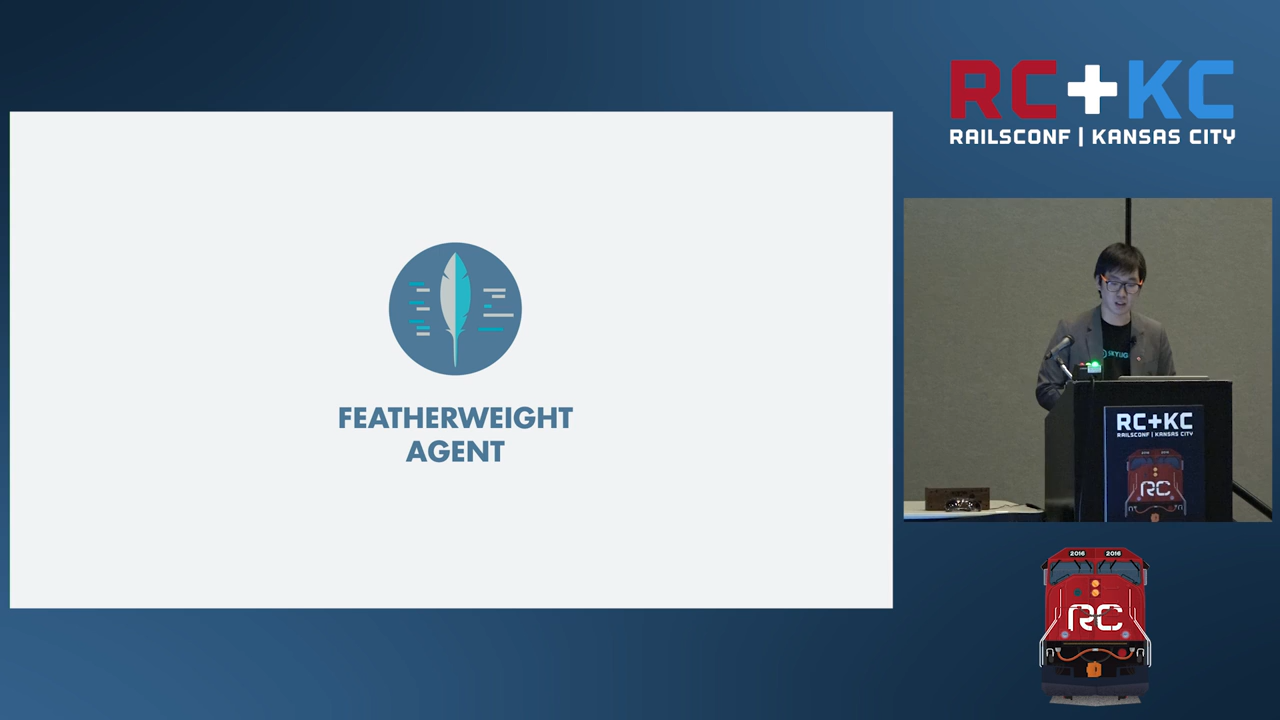 RC+KC
RAILSCONF | KANSAS CITY
FEATHERWEIGHT
AGENT
RC+KC
RAILSCONF | KANSAS CITY
RC
2016 2016
RC